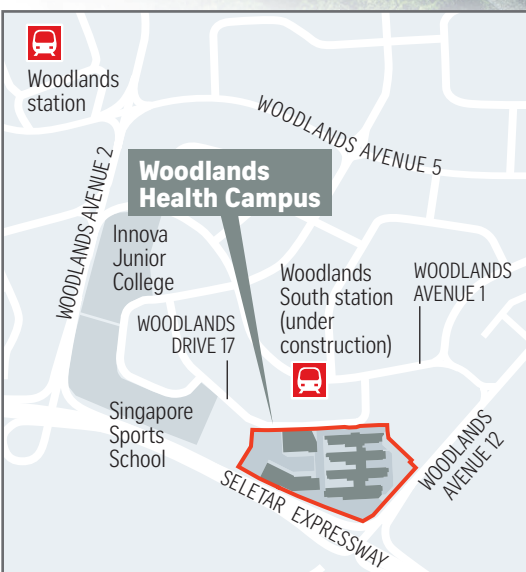 Woodlands
station
WOODLANDS AVENUE 5
WOODLANDS AVENUE 2
Woodlands
Health Campus
Innova
Junior
College
Woodlands
South station
(under
construction)
WOODLANDS
AVENUE 1
WOODLANDS
DRIVE 17
Singapore
Sports
School
WOODLANDS
AVENUE 12
SELETAR EXPRESSWAY